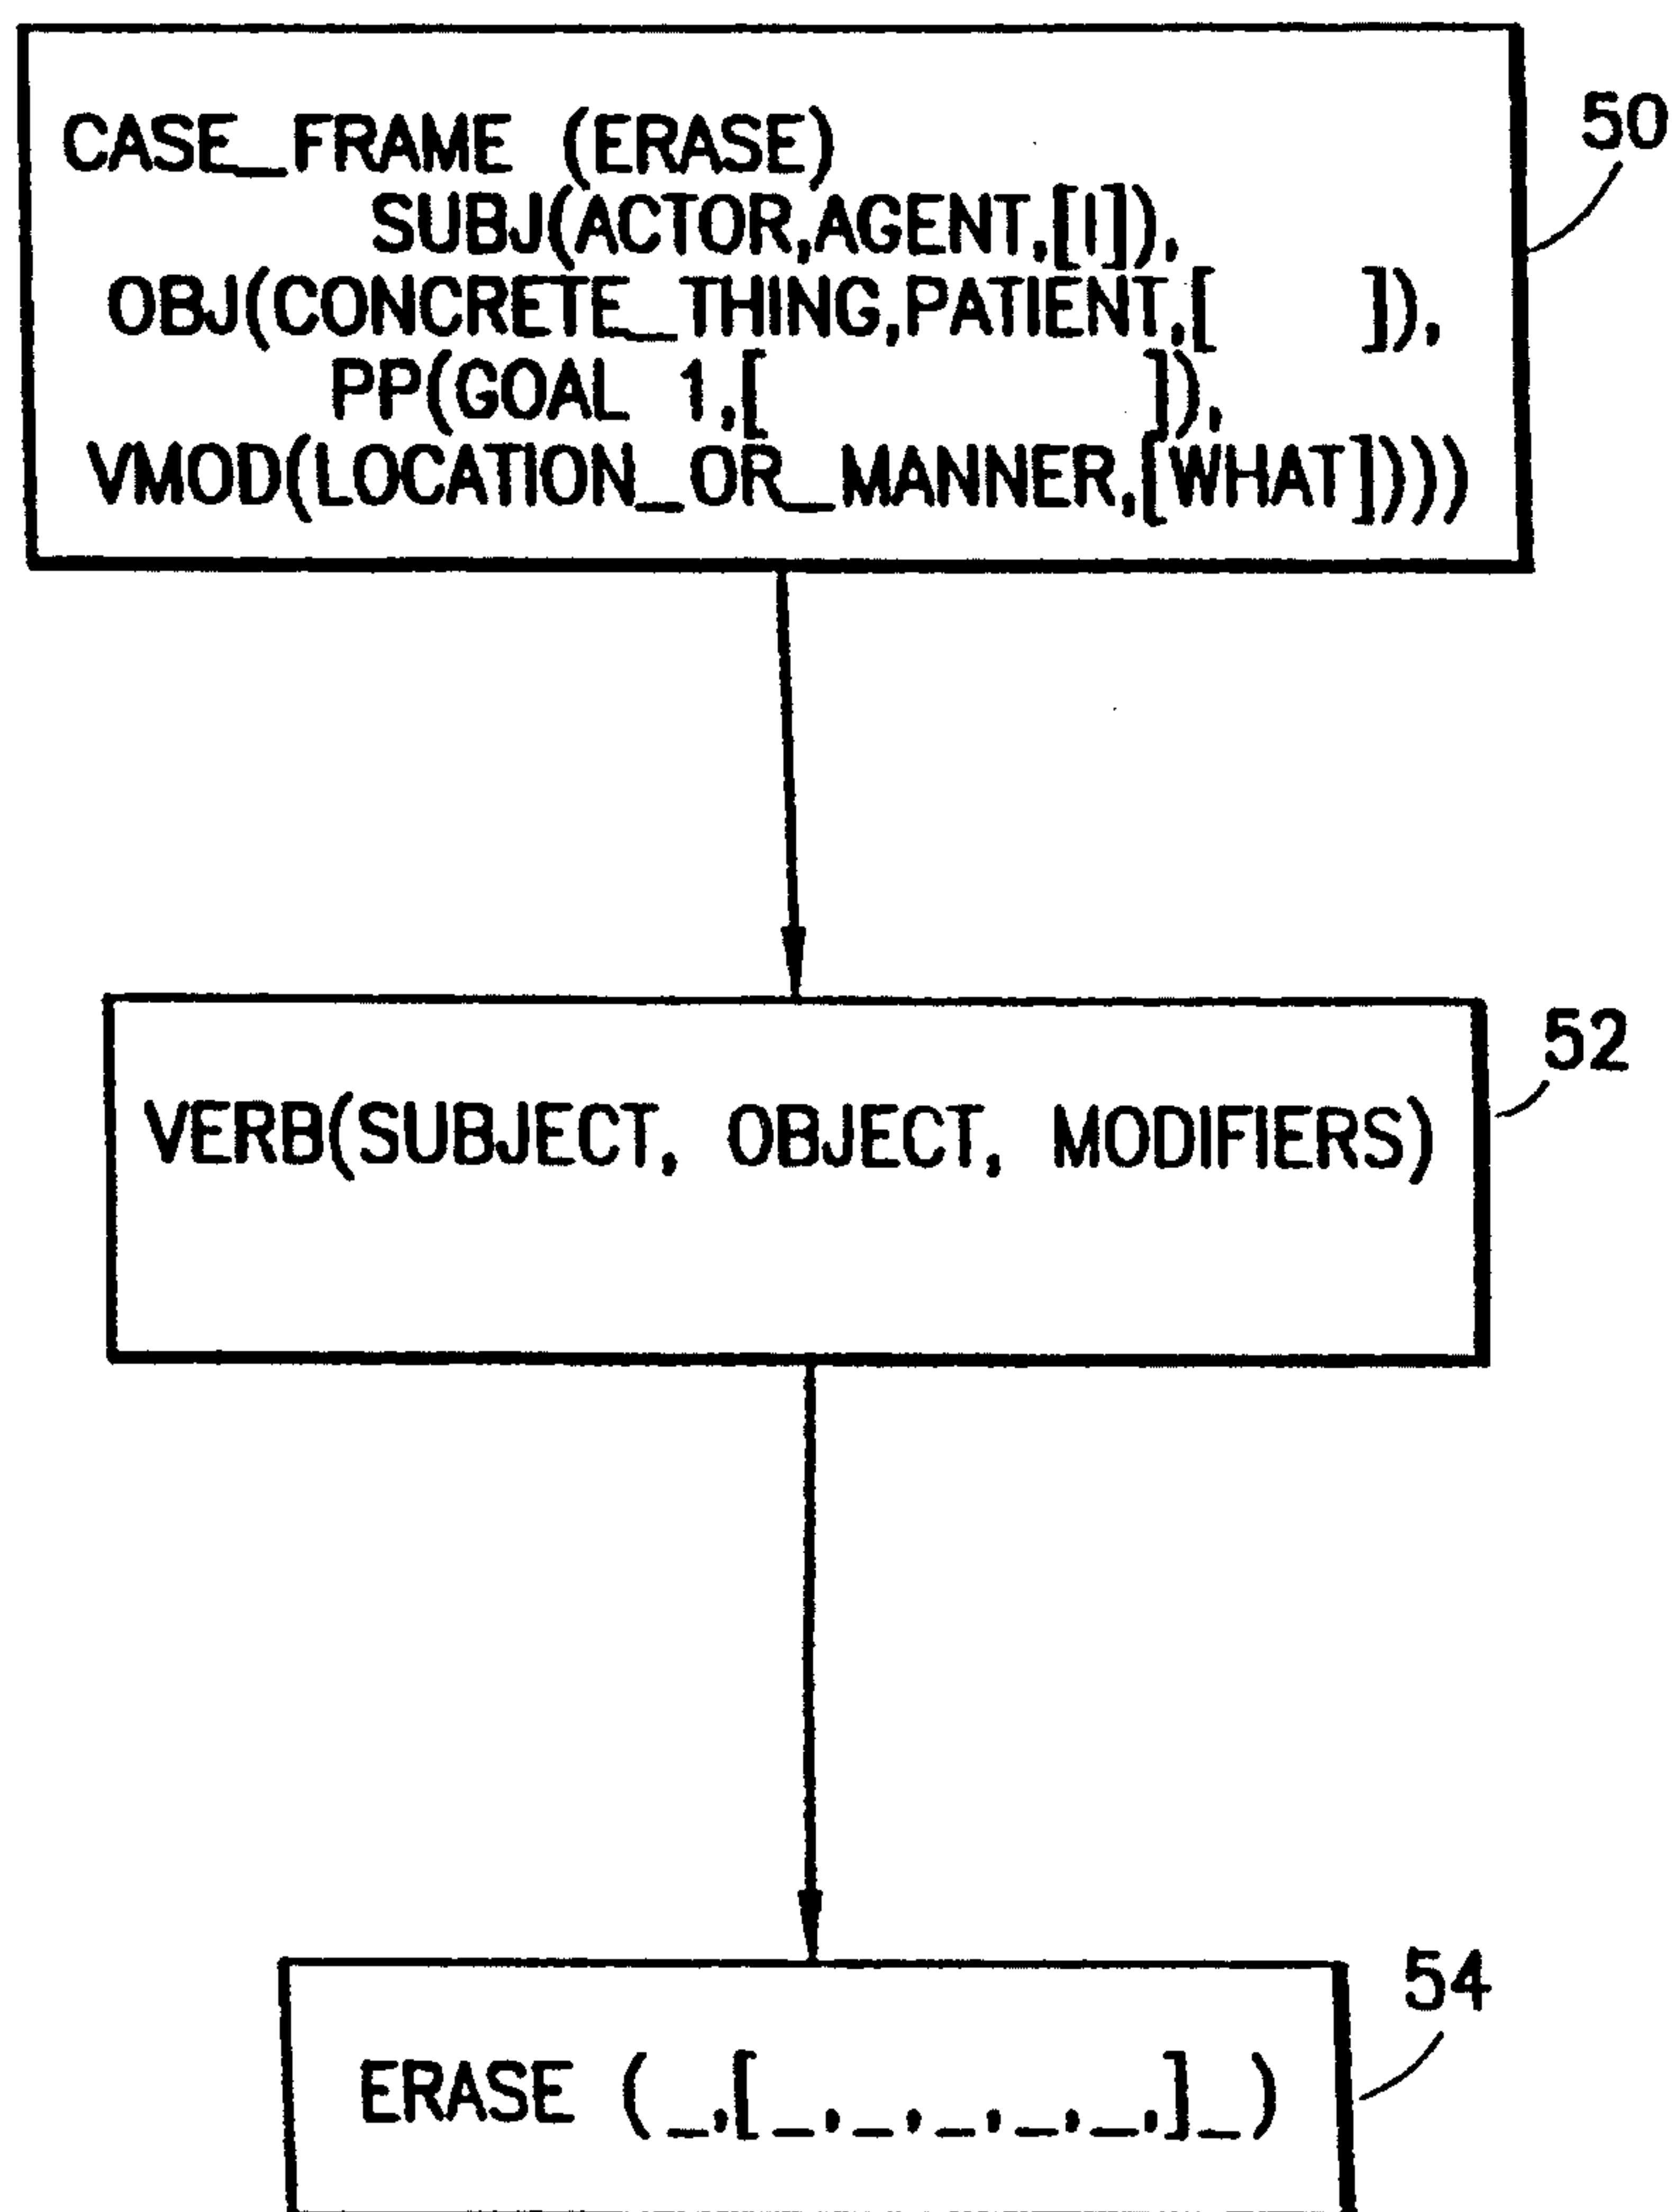 CASE_FRAME (ERASE)
50
SUBJ(ACTOR,AGENT,[I]),
OBJ(CONCRETE_THING,PATIENT,[ ]),
PP(GOAL 1,[ ]),
VMOD(LOCATION_OR_MANNER,[WHAT])))
52
VERB(SUBJECT, OBJECT, MODIFIERS)
54
ERASE (_,[_,_,_,_,_,]_)